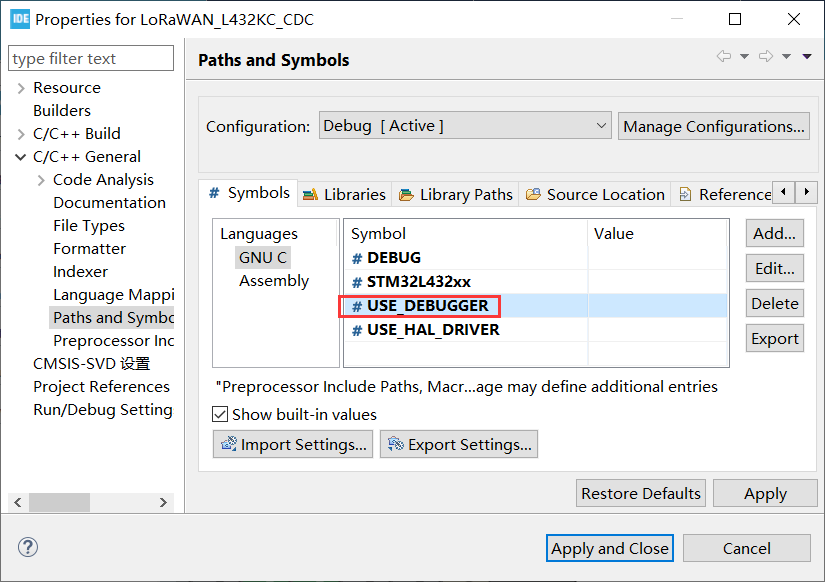 IDE Properties for LoRaWAN_L432KC_CDC
type filter text
Resource
Builders
C/C++ Build
C/C++ General
Code Analysis
Documentation
File Types
Formatter
Indexer
Language Mappi
Paths and Symbo
Preprocessor Inc
CMSIS-SVD 设置
Project References
Run/Debug Setting
Paths and Symbols
Configuration: Debug [ Active ] Manage Configurations...
# Symbols Libraries Library Paths Source Location Reference
Languages
GNU C
Assembly
Symbol Value
# DEBUG
# STM32L432xx
# USE_DEBUGGER
# USE_HAL_DRIVER
Add...
Edit...
Delete
Export
"Preprocessor Include Paths, Macr...age may define additional entries
Show built-in values
Import Settings... Export Settings...
Restore Defaults Apply
? Apply and Close Cancel